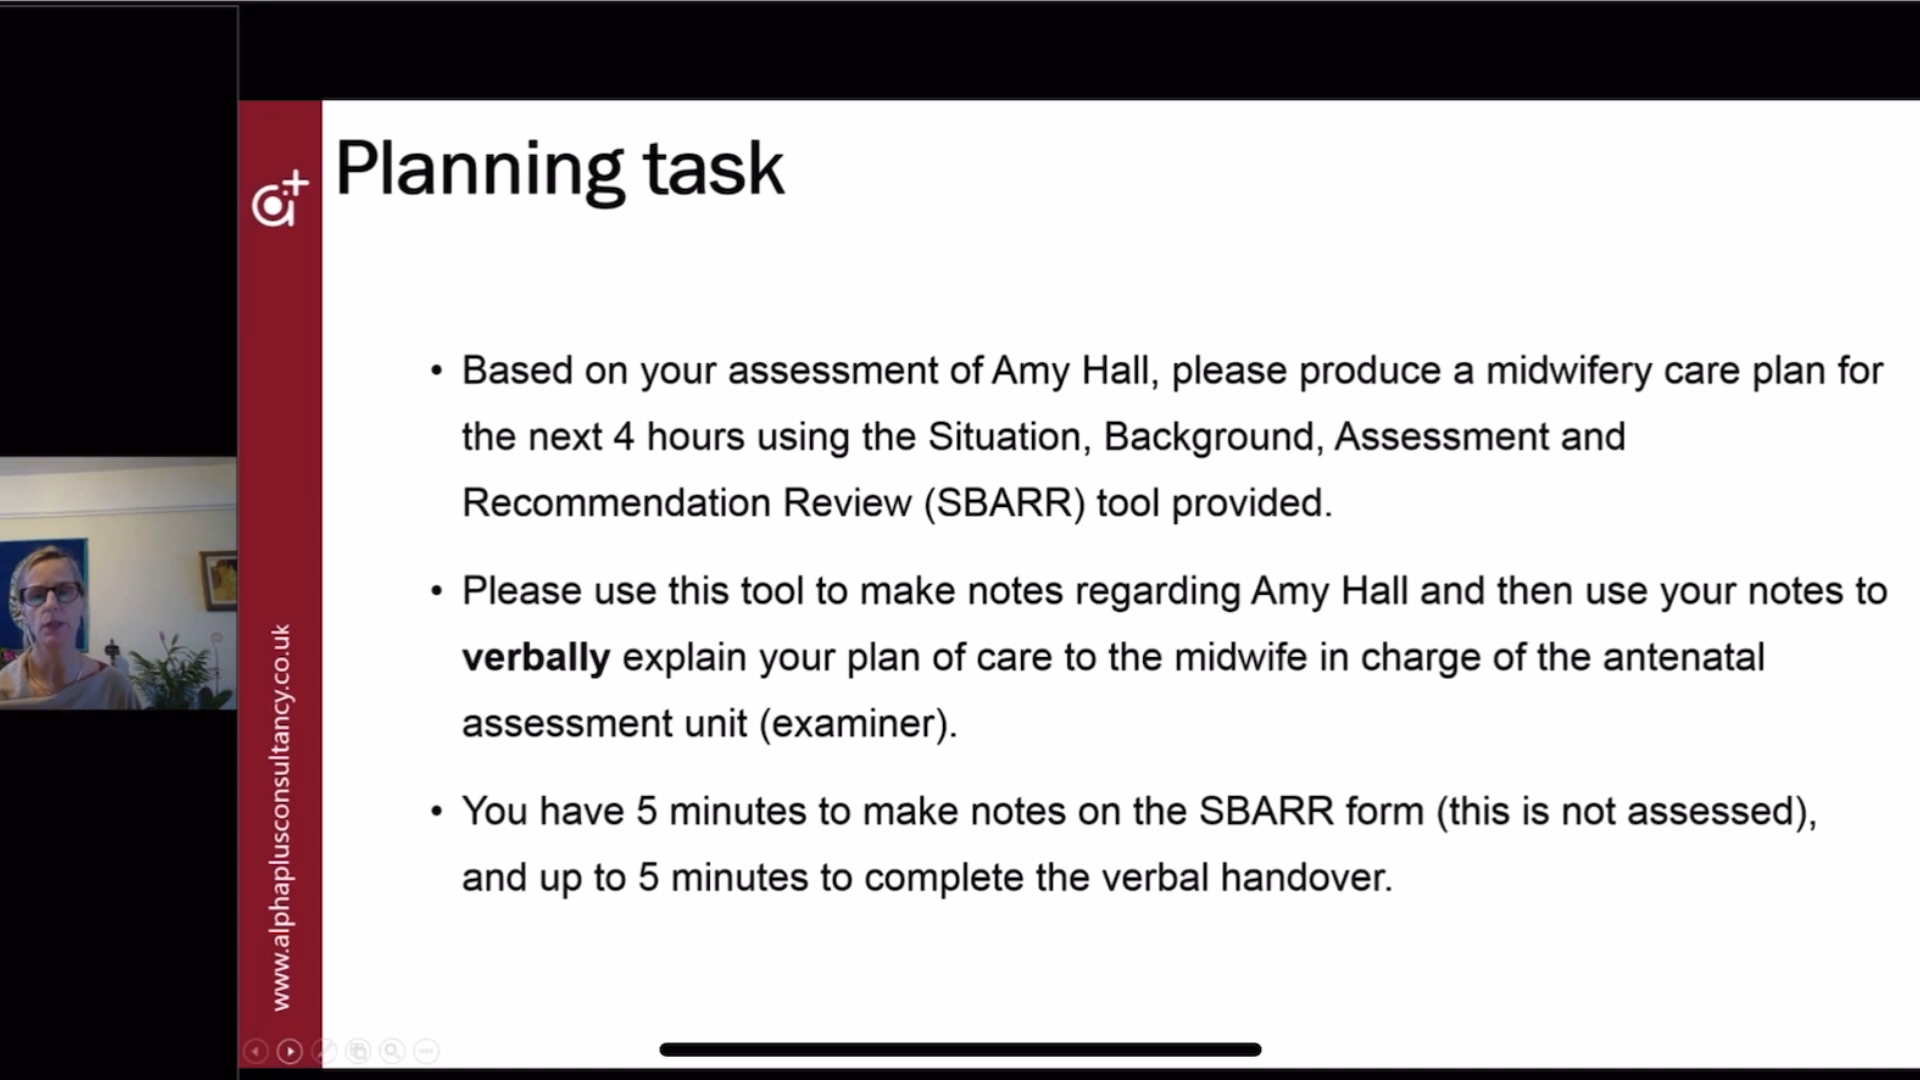 Planning task
• Based on your assessment of Amy Hall, please produce a midwifery care plan for
the next 4 hours using the Situation, Background, Assessment and
Recommendation Review (SBARR) tool provided.
• Please use this tool to make notes regarding Amy Hall and then use your notes to
verbally explain your plan of care to the midwife in charge of the antenatal
assessment unit (examiner).
• You have 5 minutes to make notes on the SBARR form (this is not assessed),
and up to 5 minutes to complete the verbal handover.
www.alphaplusconsultancy.co.uk
a+